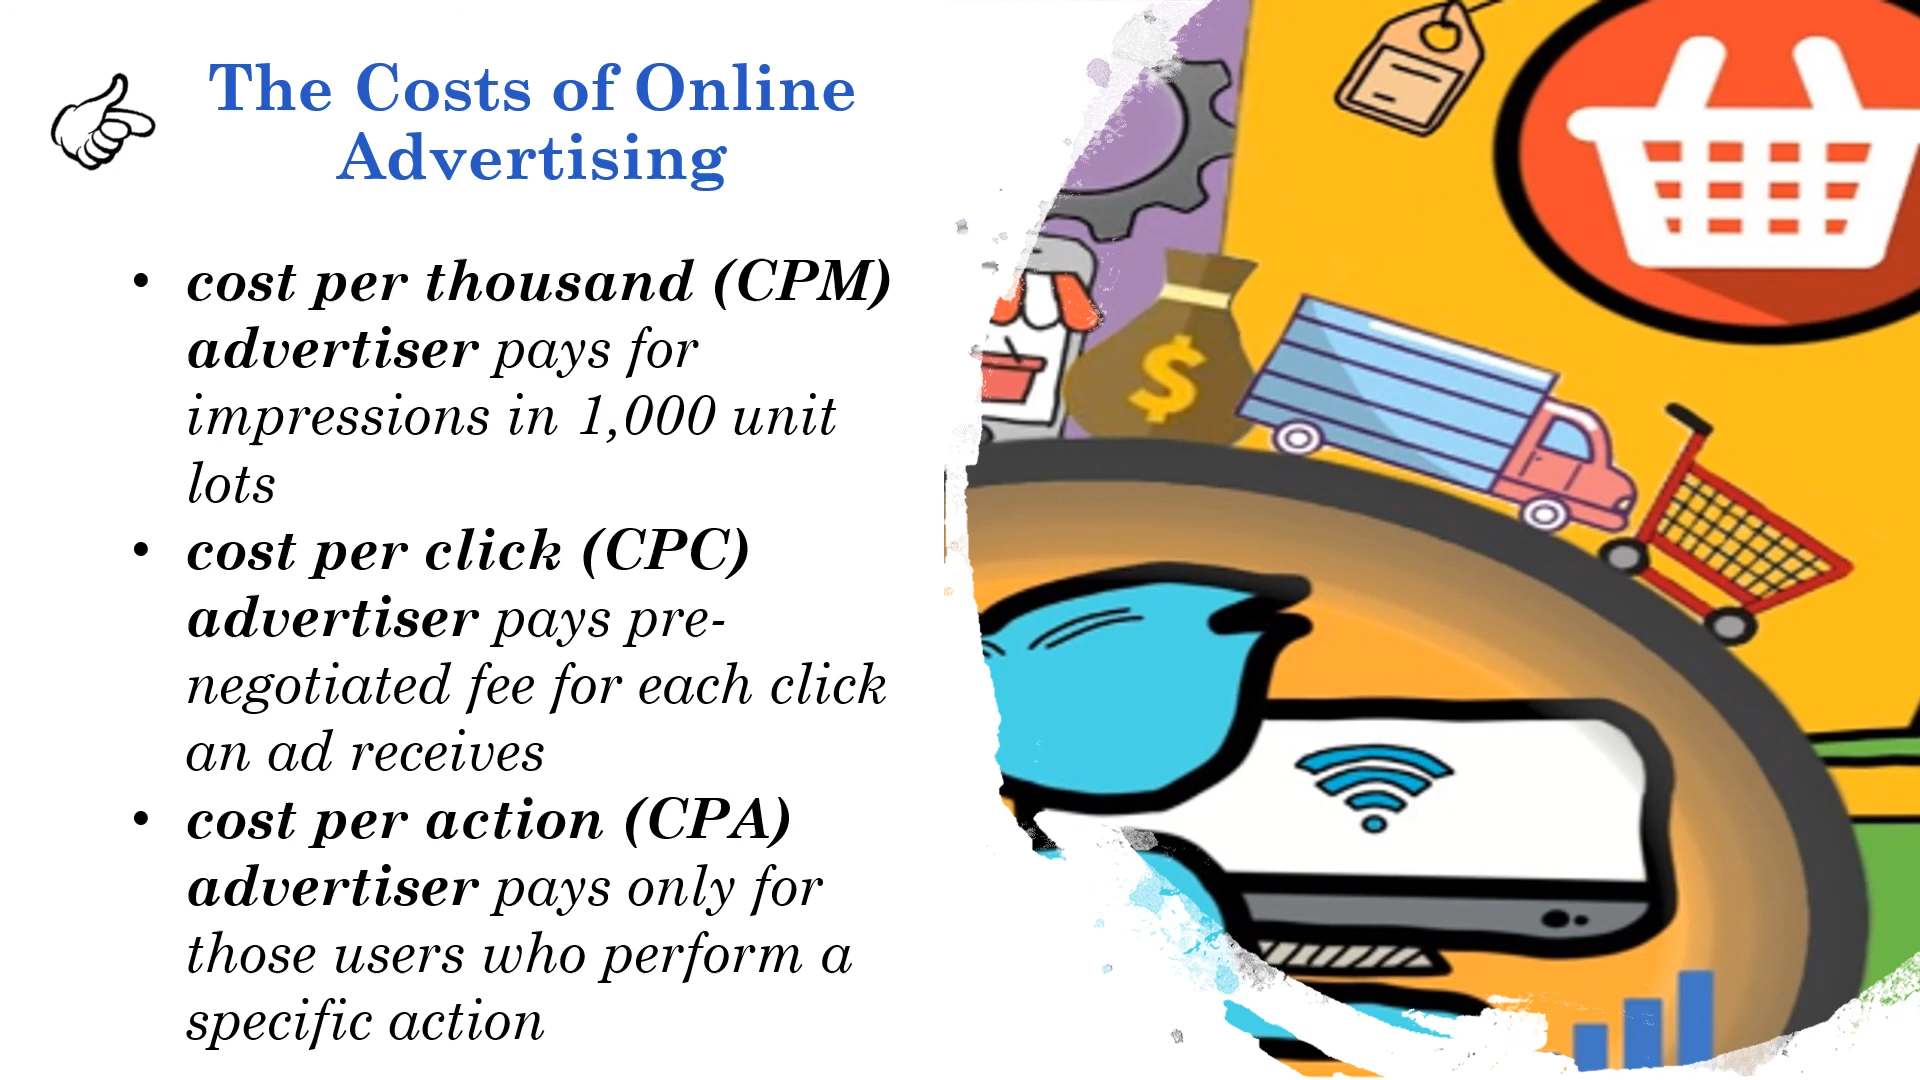 The Costs of Online
Advertising
• cost per thousand (CPM)
advertiser pays for
impressions in 1,000 unit
lots
• cost per click (CPC)
advertiser pays pre-
negotiated fee for each click
an ad receives
• cost per action (CPA)
advertiser pays only for
those users who perform a
specific action
$